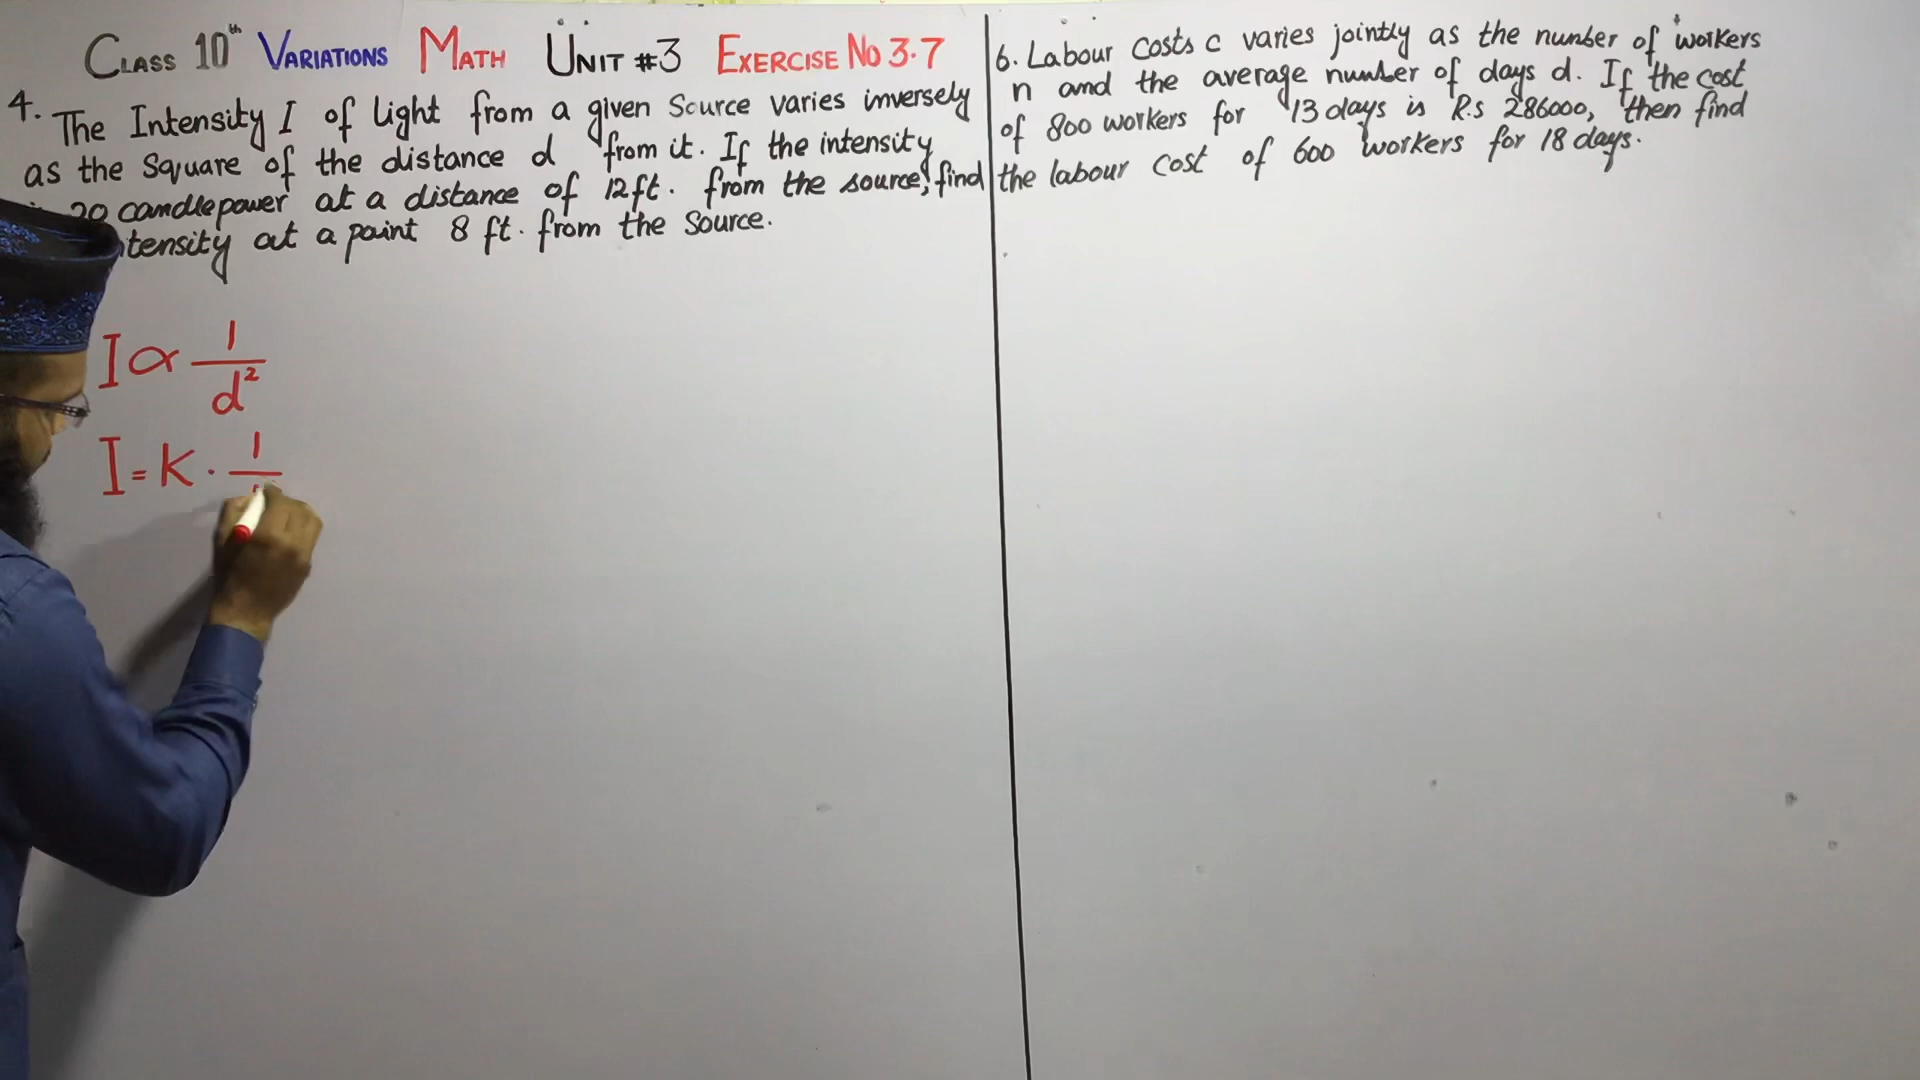 CLASS 10th VARIATIONS MATH UNIT #3 EXERCISE No 3.7
4. The Intensity I of light from a given Source varies inversely
as the Square of the distance d from it. If the intensity
20 candlepower at a distance of 12ft. from the source, find
tensity at a point 8 ft. from the Source.
I ∝ 1/d²
I = K · 1/
6. Labour Costs c varies jointly as the number of workers
n and the average number of days d. If the cost
of 800 workers for 13 days is R.s 286000, then find
the labour cost of 600 workers for 18 days.